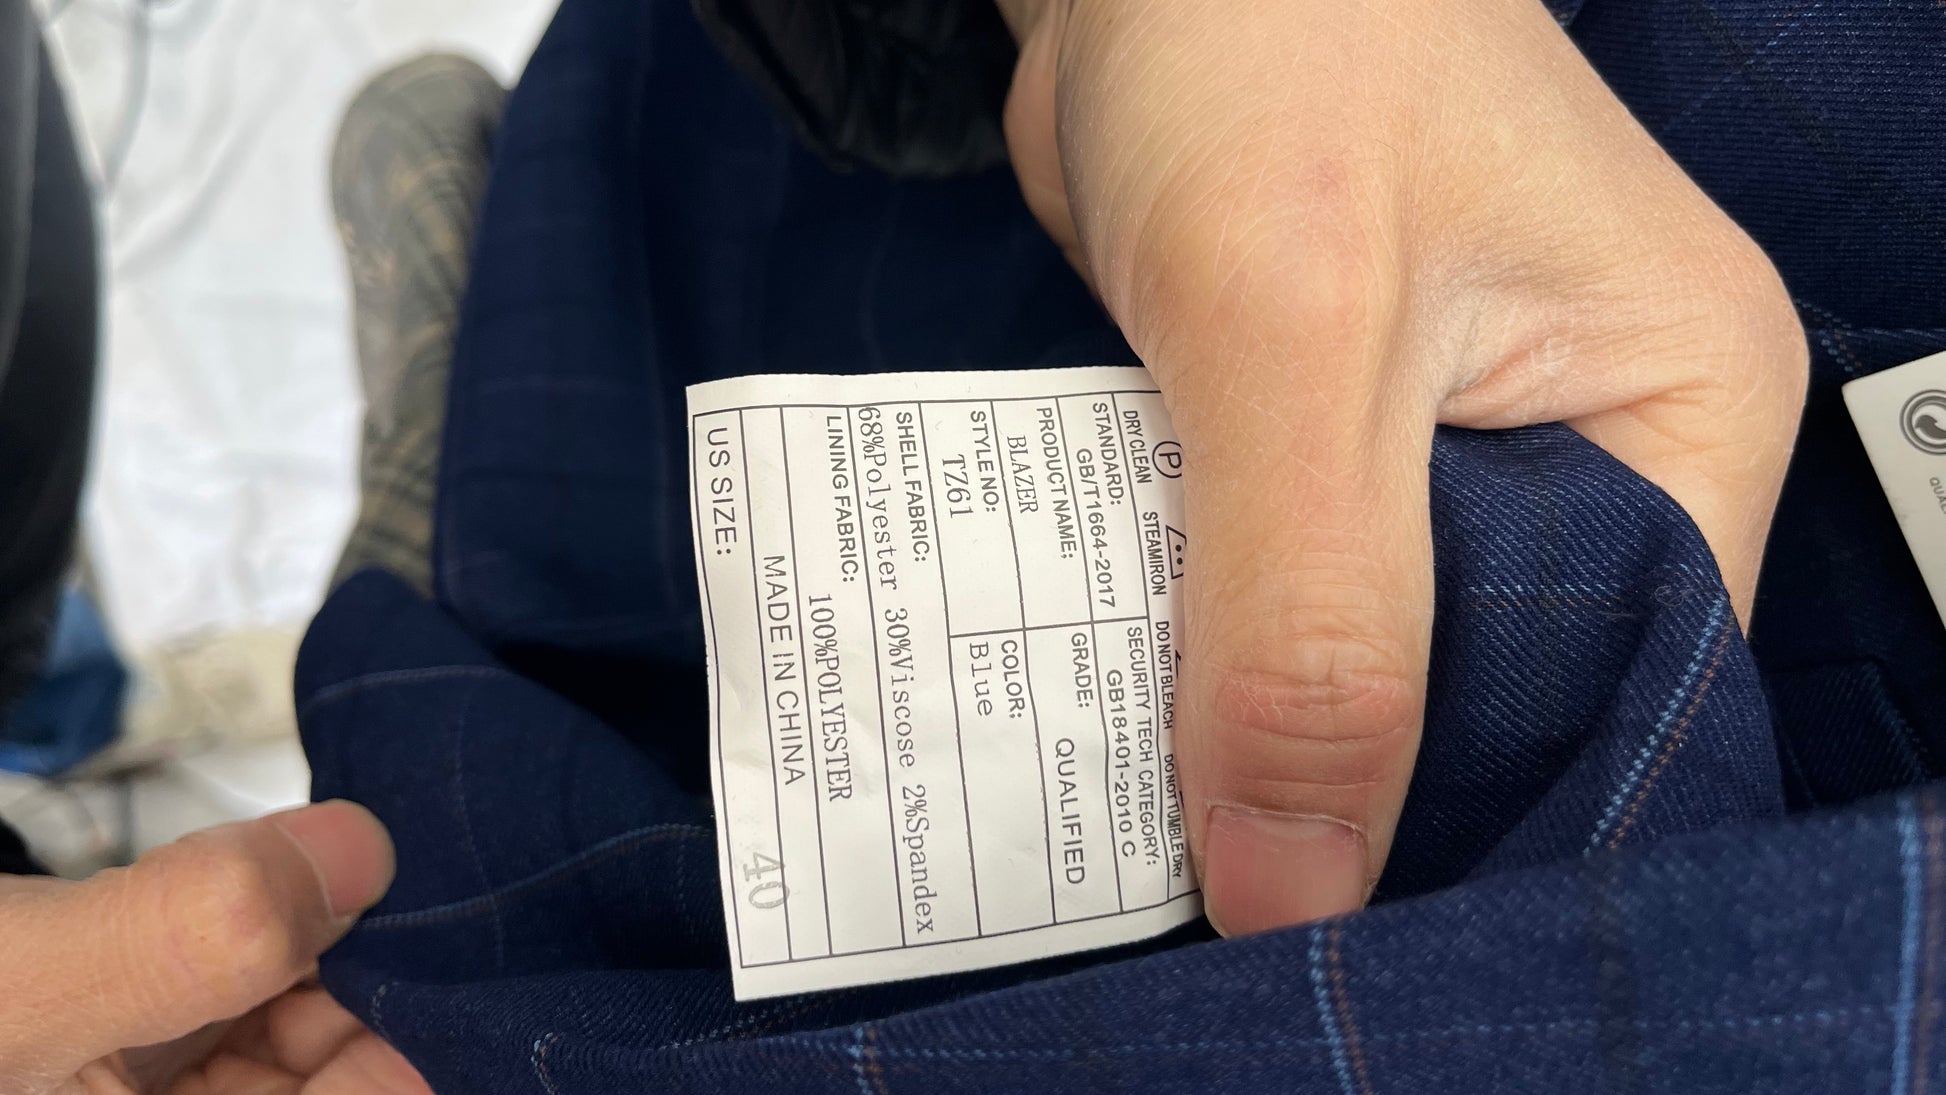 P
DRY CLEAN STEAM IRON DO NOT BLEACH DO NOT TUMBLE DRY
STANDARD:
GB/T1664-2017
SECURITY TECH CATEGORY:
GB18401-2010 C
PRODUCT NAME:
BLAZER
GRADE:
QUALIFIED
STYLE NO:
TZ61
COLOR:
Blue
SHELL FABRIC:
68%Polyester 30%Viscose 2%Spandex
LINING FABRIC: 100%POLYESTER
MADE IN CHINA
US SIZE: 40